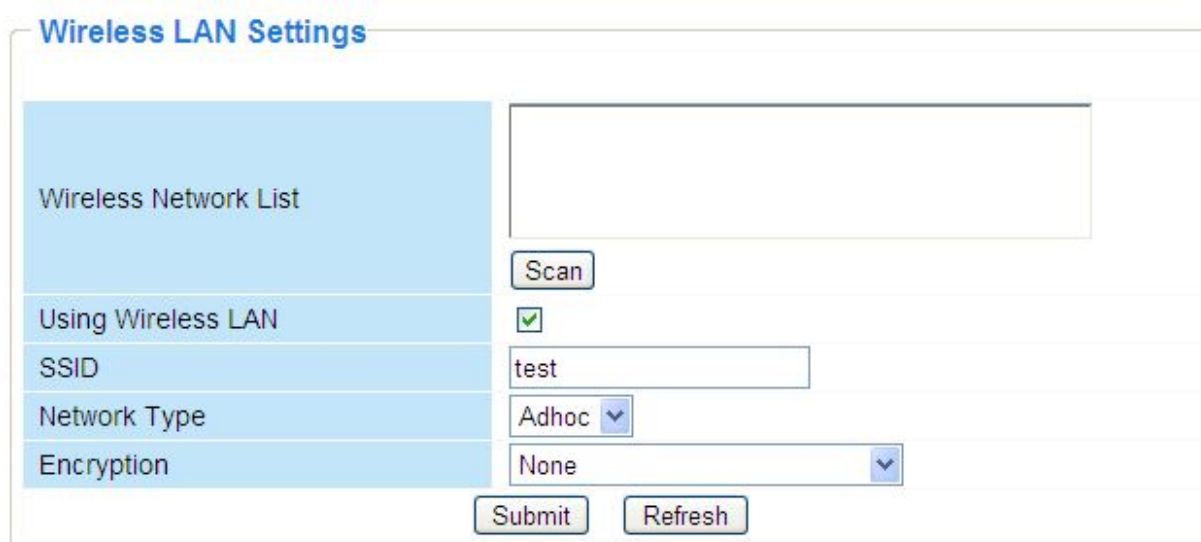 Wireless LAN Settings
Wireless Network List
Scan
Using Wireless LAN
SSID
test
Network Type
Adhoc
Encryption
None
Submit
Refresh